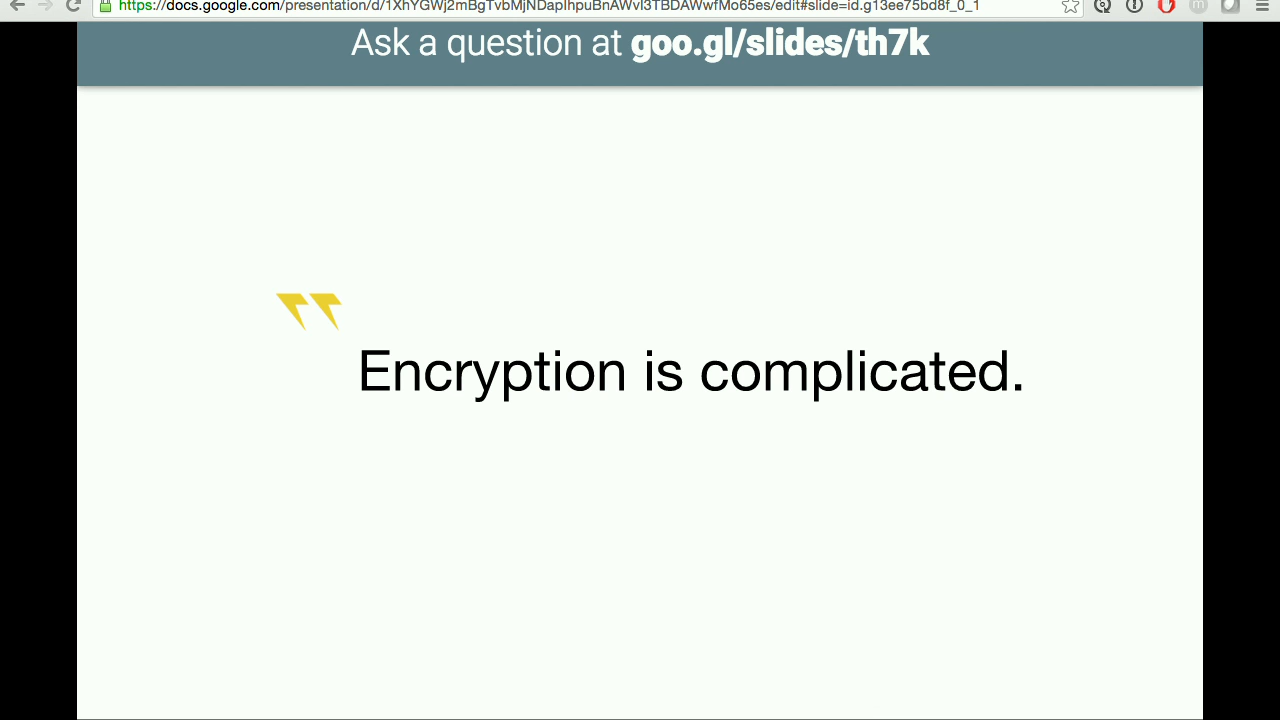 https://docs.google.com/presentation/d/1XhYGWj2mBgTvbMjNDapIhpuBnAWvl3TBDAWwfMo65es/edit#slide=id.g13ee75bd8f_0_1
Ask a question at goo.gl/slides/th7k
Encryption is complicated.